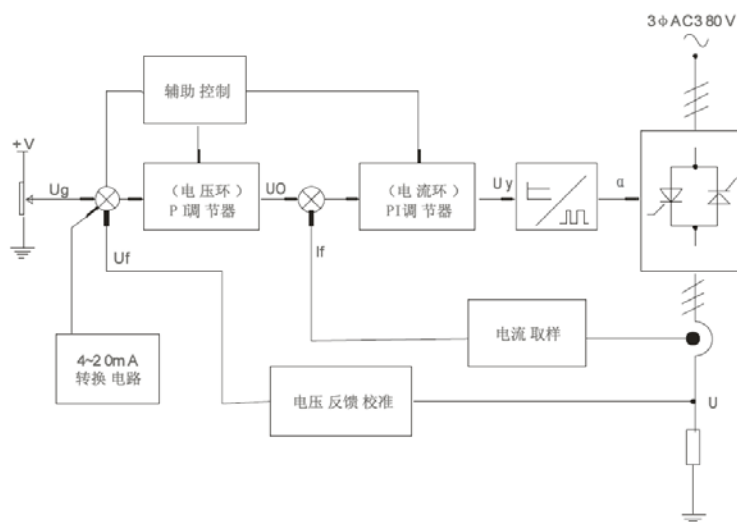 3φAC380V
辅助 控制
+V
Ug
（电 压环 ）
PI调 节器
UO
（电 流环 ）
PI调 节器
Uy
α
Uf
If
电流 取样
4~20mA
转换 电路
电压 反馈 校准
U